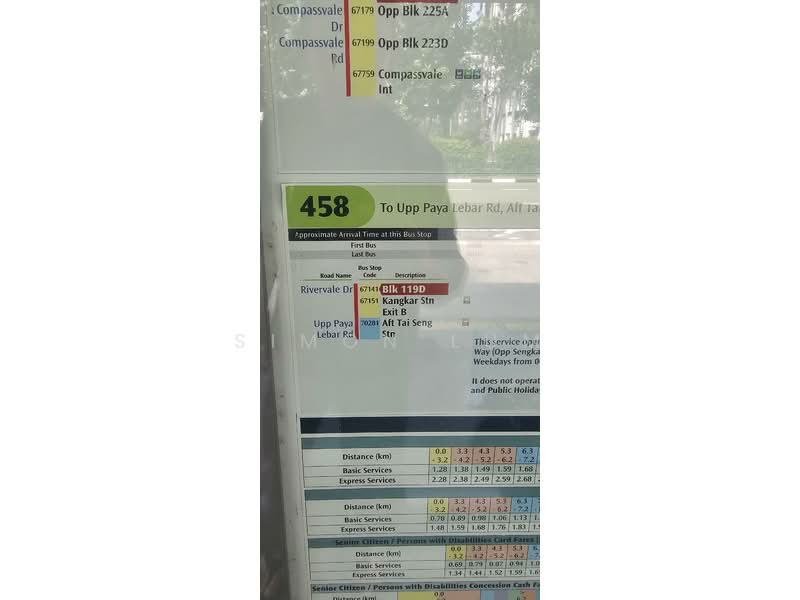 Compassvale 67179 Opp Blk 225A
Dr
Compassvale 67199 Opp Blk 223D
Rd
67759 Compassvale
Int
458 To Upp Paya Lebar Rd, Aft Ta
Approximate Arrival Time at this Bus Stop
First Bus
Last Bus
Bus Stop
Road Name Code Description
Rivervale Dr 67141 Blk 119D
67151 Kangkar Stn
Exit B
Upp Paya 70281 Aft Tai Seng
Lebar Rd Stn
This service oper
Way (Opp Sengka
Weekdays from 0
It does not operat
and Public Holiday
0.0 3.3 4.3 5.3 6.3
Distance (km) - 3.2 - 4.2 - 5.2 - 6.2 - 7.2
Basic Services 1.28 1.38 1.49 1.59 1.68
Express Services 2.28 2.38 2.49 2.59 2.68
0.0 3.3 4.3 5.3 6.3
Distance (km) - 3.2 - 4.2 - 5.2 6.2 - 7.2
Basic Services 0.78 0.89 0.98 1.06 1.13
Express Services 1.48 1.59 1.68 1.76 1.83
Senior Citizen / Persons with Disabilities Card Fares
0.0 3.3 4.3 5.3
Distance (km) - 3.2 - 4.2 - 5.2 - 6.2
Basic Services 0.69 0.79 0.87 0.94
Express Services 1.34 1.44 1.52 1.59
Senior Citizen / Persons with Disabilities Concession Cash Fa
0.0
Distance (km)